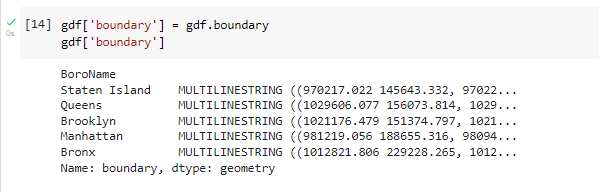 [14] gdf['boundary'] = gdf.boundary
gdf['boundary']
0s
BoroName
Staten Island MULTILINESTRING ((970217.022 145643.332, 97022...
Queens MULTILINESTRING ((1029606.077 156073.814, 1029...
Brooklyn MULTILINESTRING ((1021176.479 151374.797, 1021...
Manhattan MULTILINESTRING ((981219.056 188655.316, 98094...
Bronx MULTILINESTRING ((1012821.806 229228.265, 1012...
Name: boundary, dtype: geometry